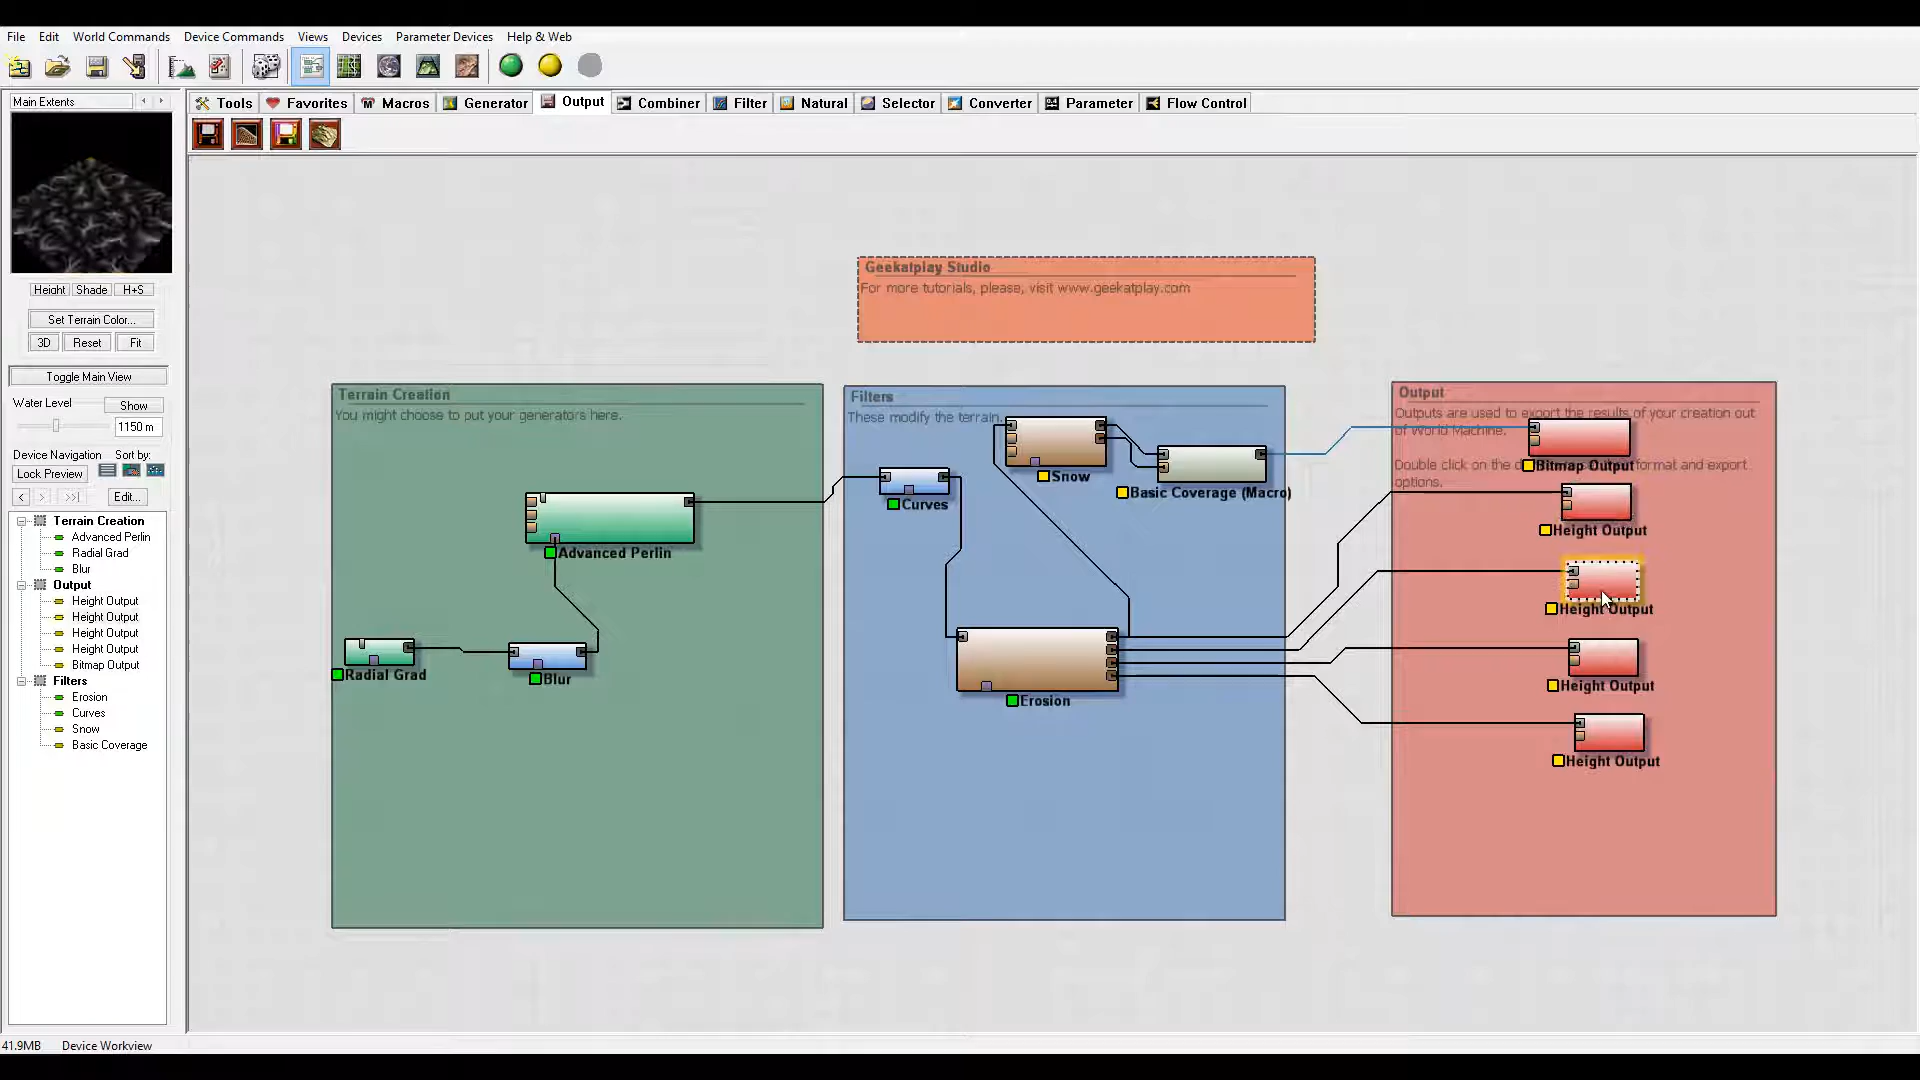 File Edit World Commands Device Commands Views Devices Parameter Devices Help & Web
Main Extents
Tools Favorites Macros Generator Output Combiner Filter Natural Selector Converter Parameter Flow Control
Height Shade H+S
Set Terrain Color...
3D Reset Fit
Toggle Main View
Water Level Show
1150 m
Device Navigation Sort by:
Lock Preview
Edit...
Terrain Creation
Advanced Perlin
Radial Grad
Blur
Output
Height Output
Height Output
Height Output
Height Output
Bitmap Output
Filters
Erosion
Curves
Snow
Basic Coverage
Geekatplay Studio
For more tutorials, please, visit www.geekatplay.com
Terrain Creation
You might choose to put your generators here.
Advanced Perlin
Radial Grad
Blur
Filters
These modify the terrain.
Snow
Basic Coverage (Macro)
Curves
Erosion
Output
Outputs are used to export the results of your creation out
of World Machine.
Double click on the d format and export
options.
Bitmap Output
Height Output
Height Output
Height Output
Height Output
41.9MB Device Workview